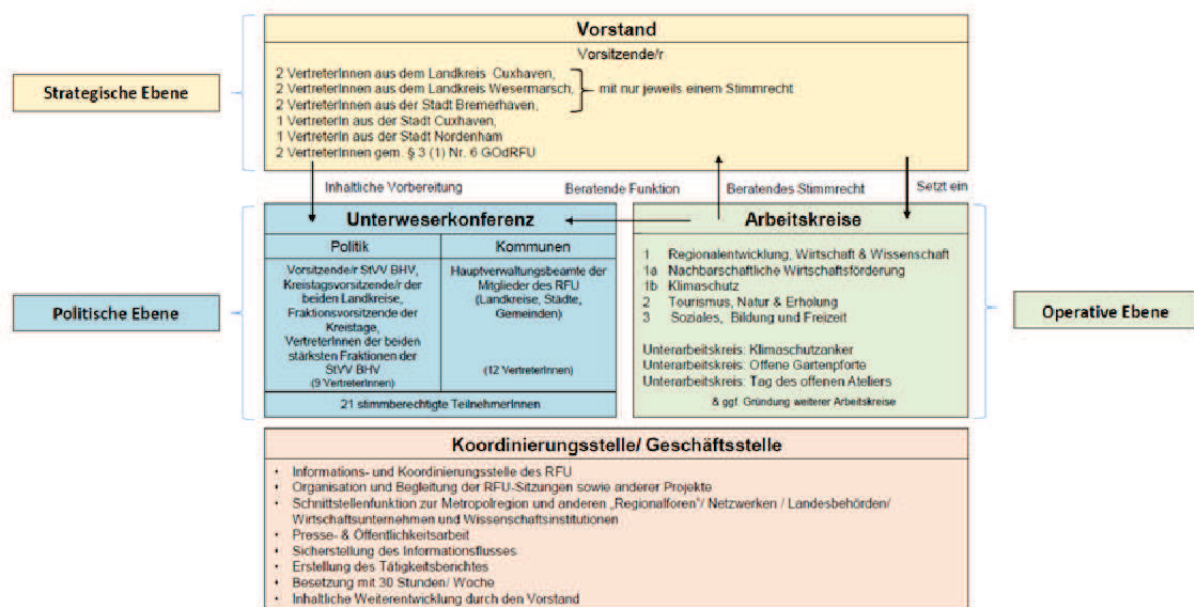 Vorstand
Vorsitzende/r
Strategische Ebene
2 VertreterInnen aus dem Landkreis Cuxhaven,
2 VertreterInnen aus dem Landkreis Wesermarsch,
2 VertreterInnen aus der Stadt Bremerhaven,
mit nur jeweils einem Stimmrecht
1 VertreterIn aus der Stadt Cuxhaven,
1 VertreterIn aus der Stadt Nordenham
2 VertreterInnen gem. § 3 (1) Nr. 6 GOdRFU
Inhaltliche Vorbereitung
Beratende Funktion
Beratendes Stimmrecht
Setzt ein
Politische Ebene
Unterweserkonferenz
Politik
Vorsitzende/r StVV BHV,
Kreistagsvorsitzende/r der
beiden Landkreise,
Fraktionsvorsitzende der
Kreistage,
VertreterInnen der beiden
stärksten Fraktionen der
StVV BHV
(9 VertreterInnen)
Kommunen
Hauptverwaltungsbeamte der
Mitglieder des RFU
(Landkreise, Städte,
Gemeinden)
(12 VertreterInnen)
21 stimmberechtigte TeilnehmerInnen
Arbeitskreise
1 Regionalentwicklung, Wirtschaft & Wissenschaft
1a Nachbarschaftliche Wirtschaftsförderung
1b Klimaschutz
2 Tourismus, Natur & Erholung
3 Soziales, Bildung und Freizeit
Unterarbeitskreis: Klimaschutzanker
Unterarbeitskreis: Offene Gartenpforte
Unterarbeitskreis: Tag des offenen Ateliers
& ggf. Gründung weiterer Arbeitskreise
Operative Ebene
Koordinierungsstelle/ Geschäftsstelle
• Informations- und Koordinierungsstelle des RFU
• Organisation und Begleitung der RFU-Sitzungen sowie anderer Projekte
• Schnittstellenfunktion zur Metropolregion und anderen „Regionalforen"/ Netzwerken / Landesbehörden/
Wirtschaftsunternehmen und Wissenschaftsinstitutionen
• Presse- & Öffentlichkeitsarbeit
• Sicherstellung des Informationsflusses
• Erstellung des Tätigkeitsberichtes
• Besetzung mit 30 Stunden/ Woche
• Inhaltliche Weiterentwicklung durch den Vorstand